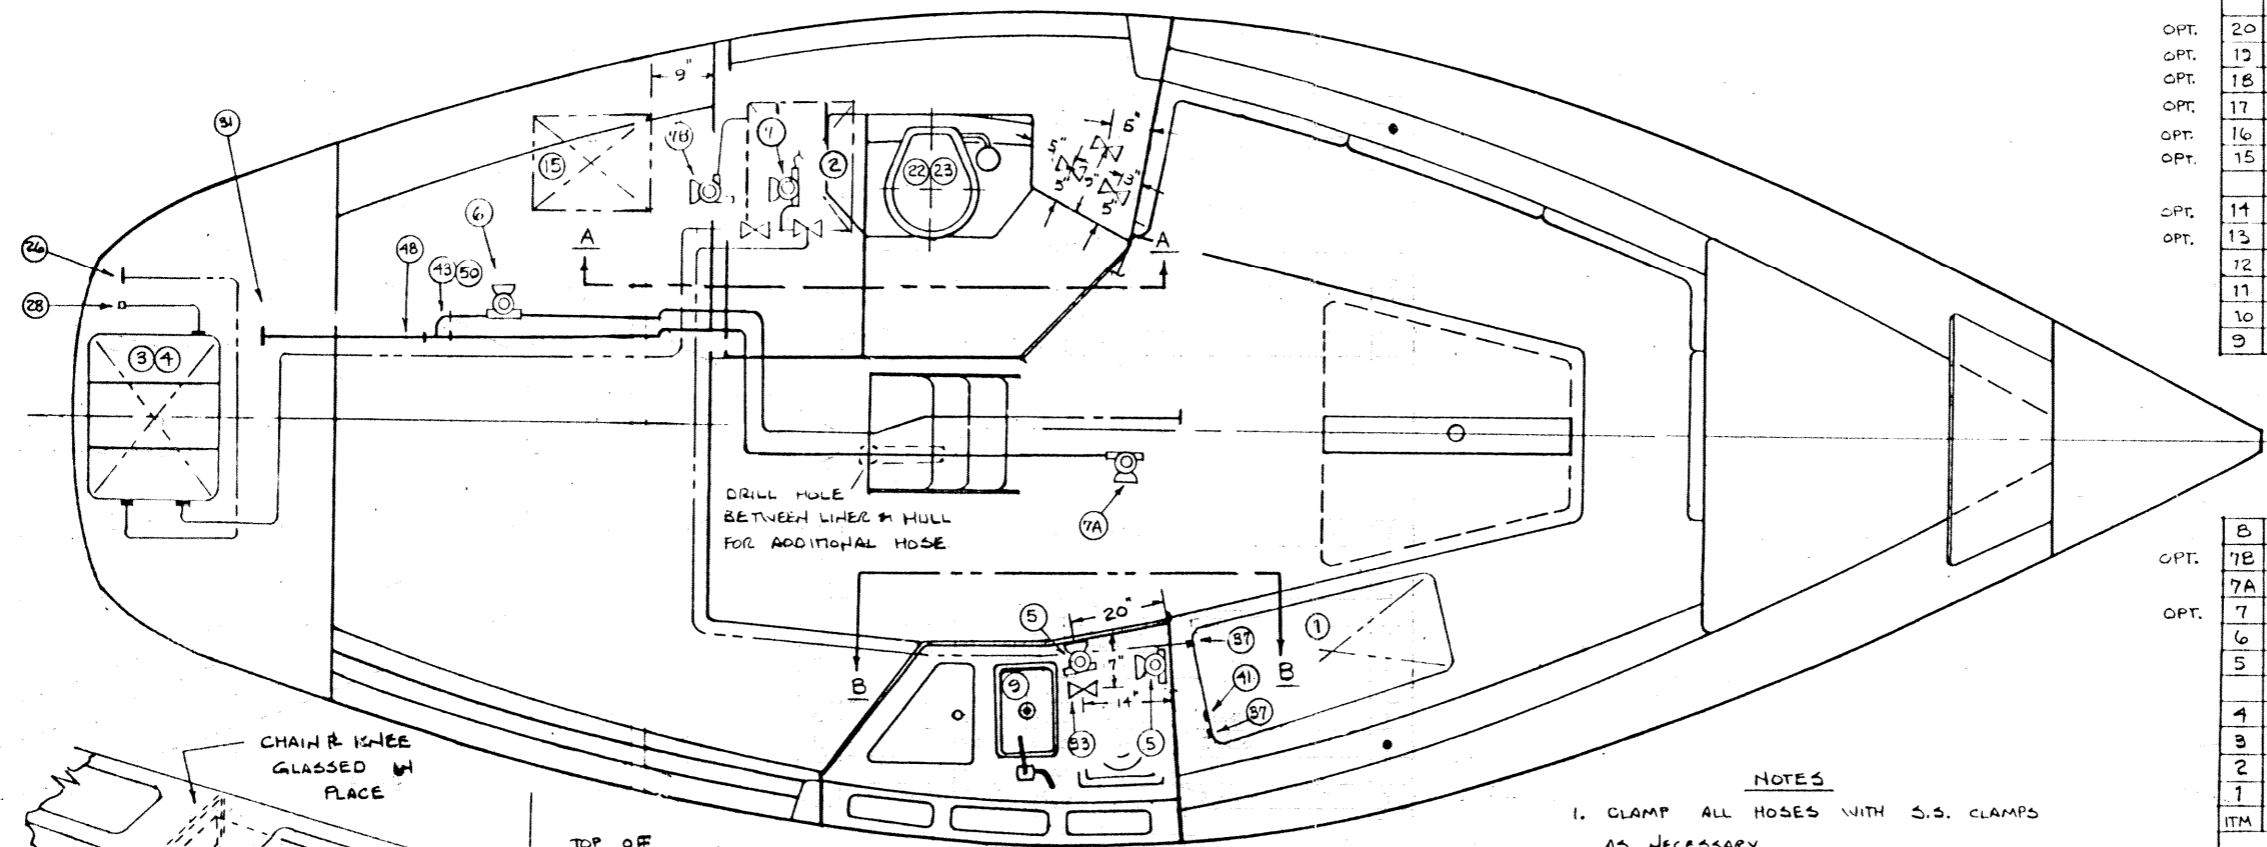 OPT. 20
OPT. 19
OPT. 18
OPT. 17
OPT. 16
OPT. 15
OPT. 14
OPT. 13
12
11
10
9
9"
31
15
7B
7
2
22 23
5"
6"
5"
9"
3"
5"
6
26
48
43 50
A
A
28
3 4
DRILL HOLE
BETWEEN LINER & HULL
FOR ADDITIONAL HOSE
7A
8
OPT. 7B
7A
OPT. 7
6
5
4
3
2
1
ITM
20"
5
37
1
7"
B
B
9
41
14"
37
33
5
CHAIN PL KNEE
GLASSED IN
PLACE
TOP OF
NOTES
1. CLAMP ALL HOSES WITH S.S. CLAMPS
AS NECESSARY